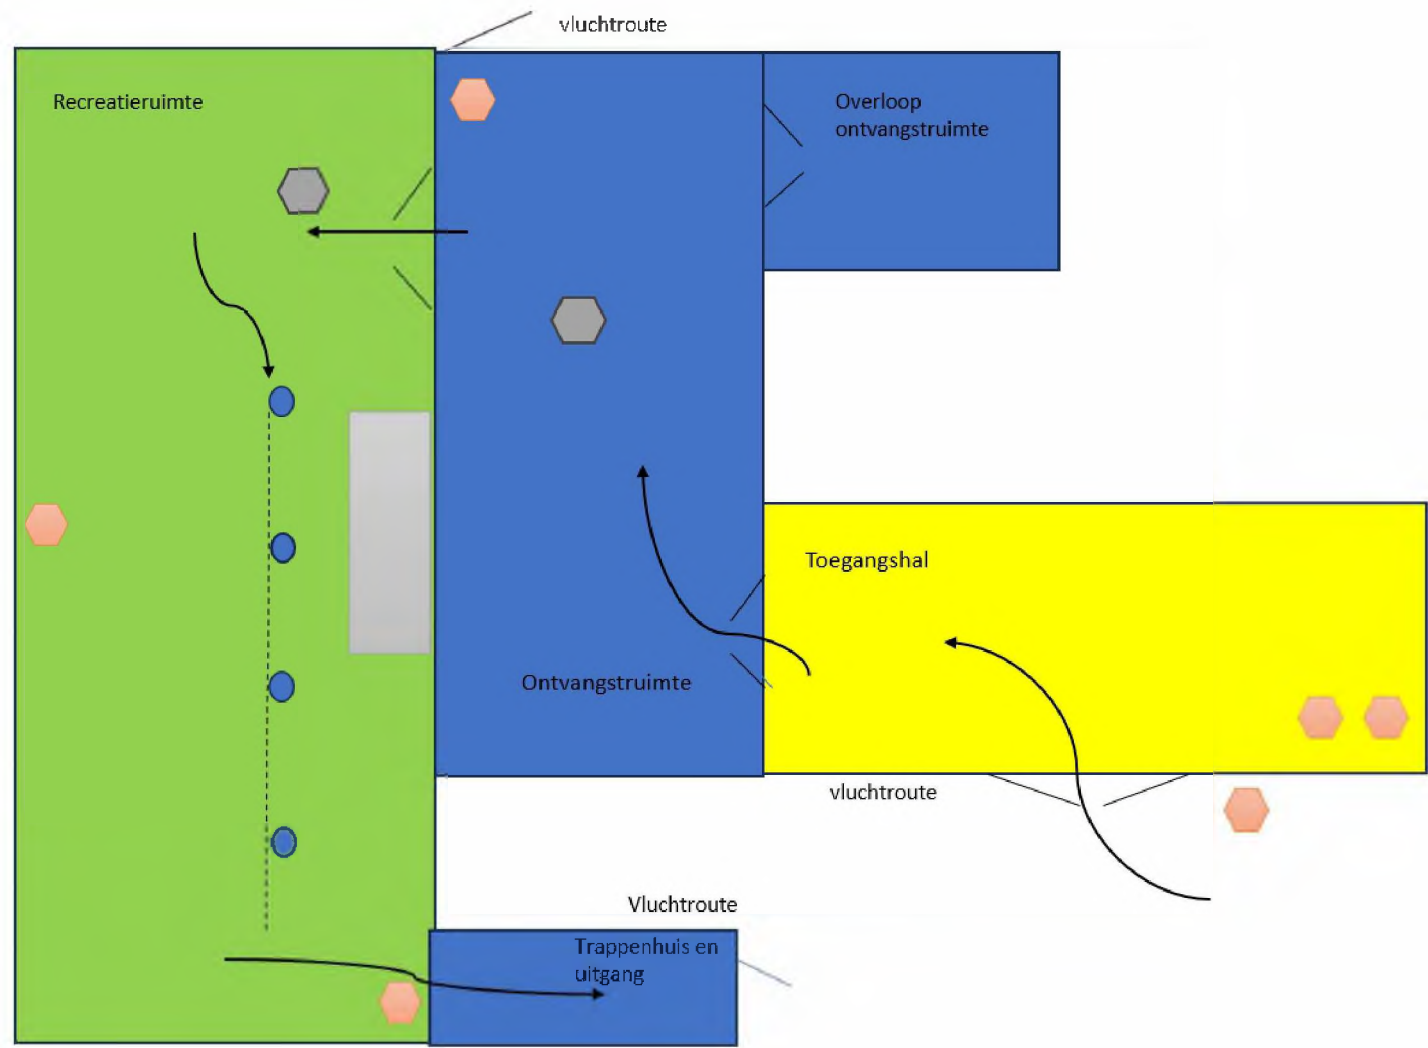 vluchtroute
Recreatieruimte
Overloop
ontvangstruimte
Toegangshal
Ontvangstruimte
vluchtroute
Vluchtroute
Trappenhuis en
uitgang